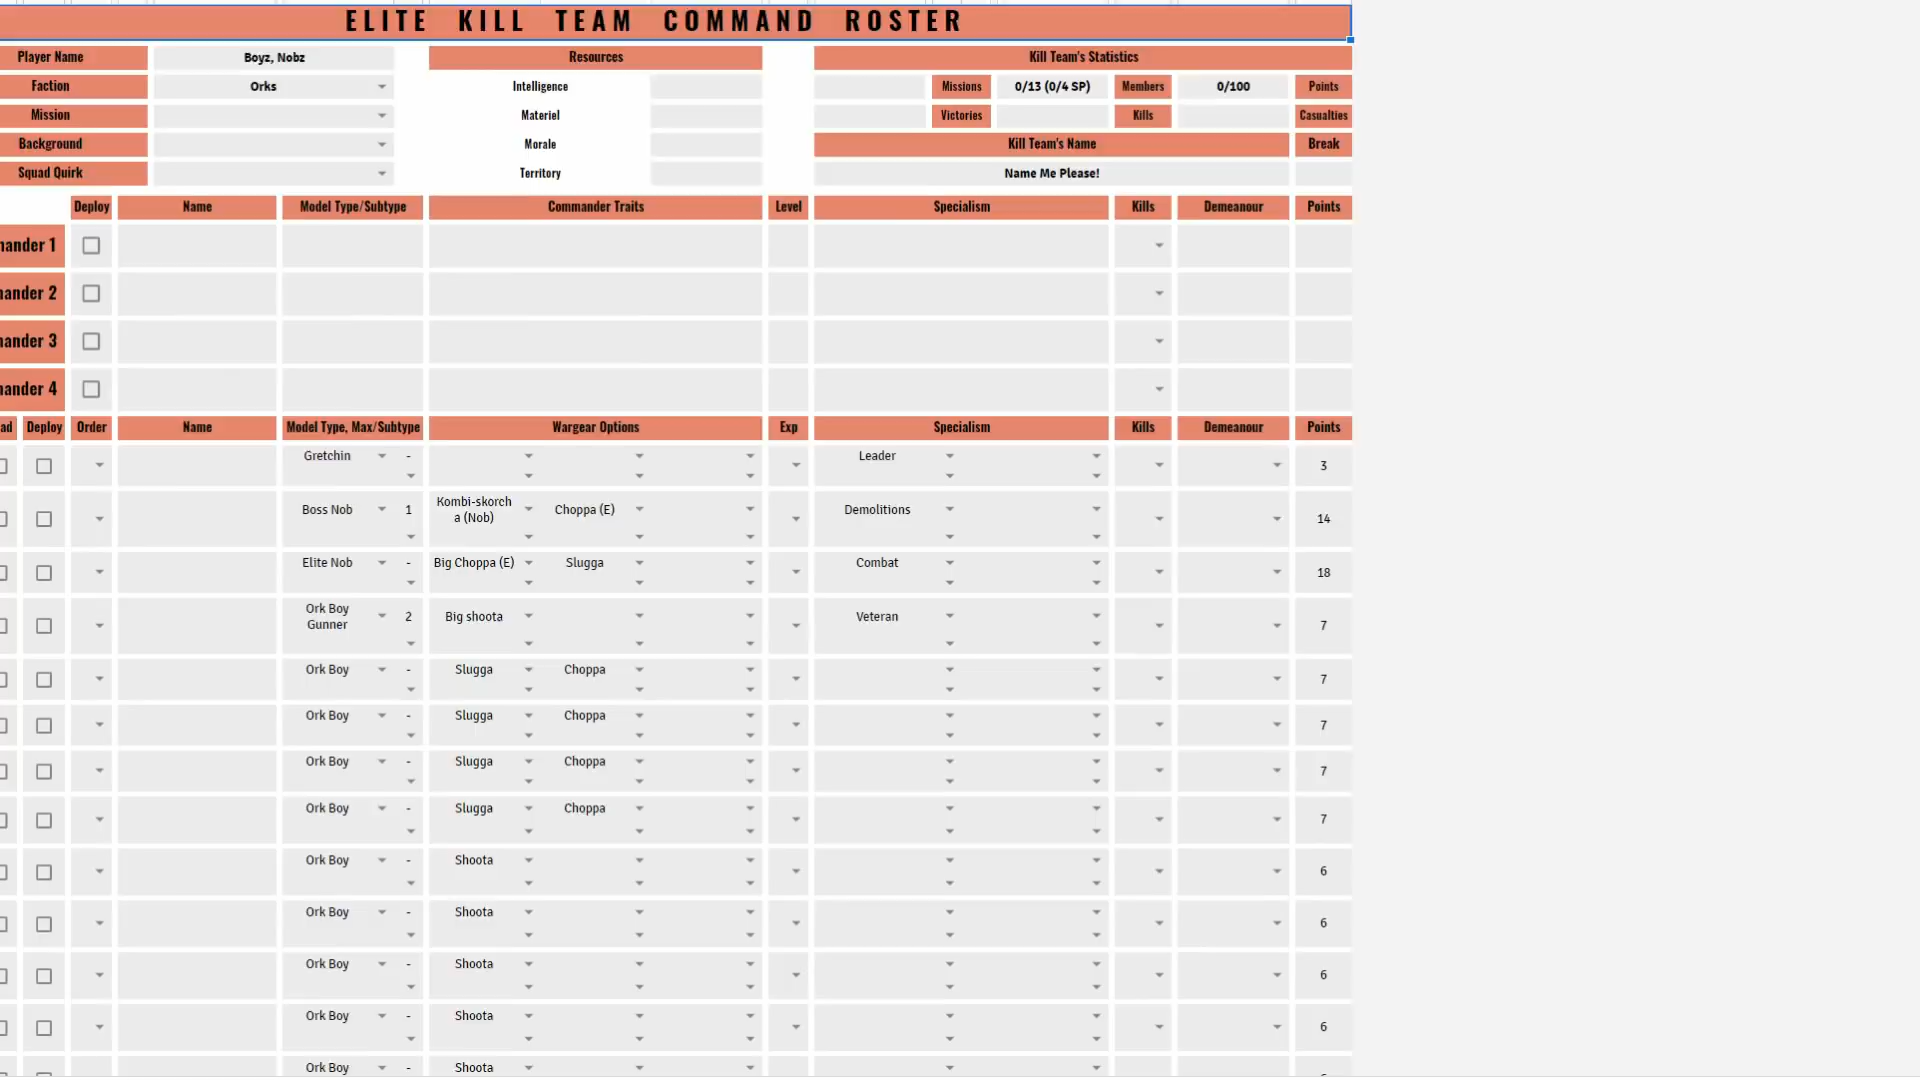 ELITE KILL TEAM COMMAND ROSTER
Player Name Boyz, Nobz Resources Kill Team's Statistics
Faction Orks Intelligence Missions 0/13 (0/4 SP) Members 0/100 Points
Mission Materiel Victories Kills Casualties
Background Morale Kill Team's Name Break
Squad Quirk Territory Name Me Please!
Deploy Name Model Type/Subtype Commander Traits Level Specialism Kills Demeanour Points
nander 1
nander 2
nander 3
nander 4
ad Deploy Order Name Model Type, Max/Subtype Wargear Options Exp Specialism Kills Demeanour Points
Gretchin - Leader 3
Boss Nob 1 Kombi-skorch
a (Nob) Choppa (E) Demolitions 14
Elite Nob - Big Choppa (E) Slugga Combat 18
Ork Boy
Gunner 2 Big shoota Veteran 7
Ork Boy - Slugga Choppa 7
Ork Boy - Slugga Choppa 7
Ork Boy - Slugga Choppa 7
Ork Boy - Slugga Choppa 7
Ork Boy - Shoota 6
Ork Boy - Shoota 6
Ork Boy - Shoota 6
Ork Boy - Shoota 6
Ork Boy - Shoota